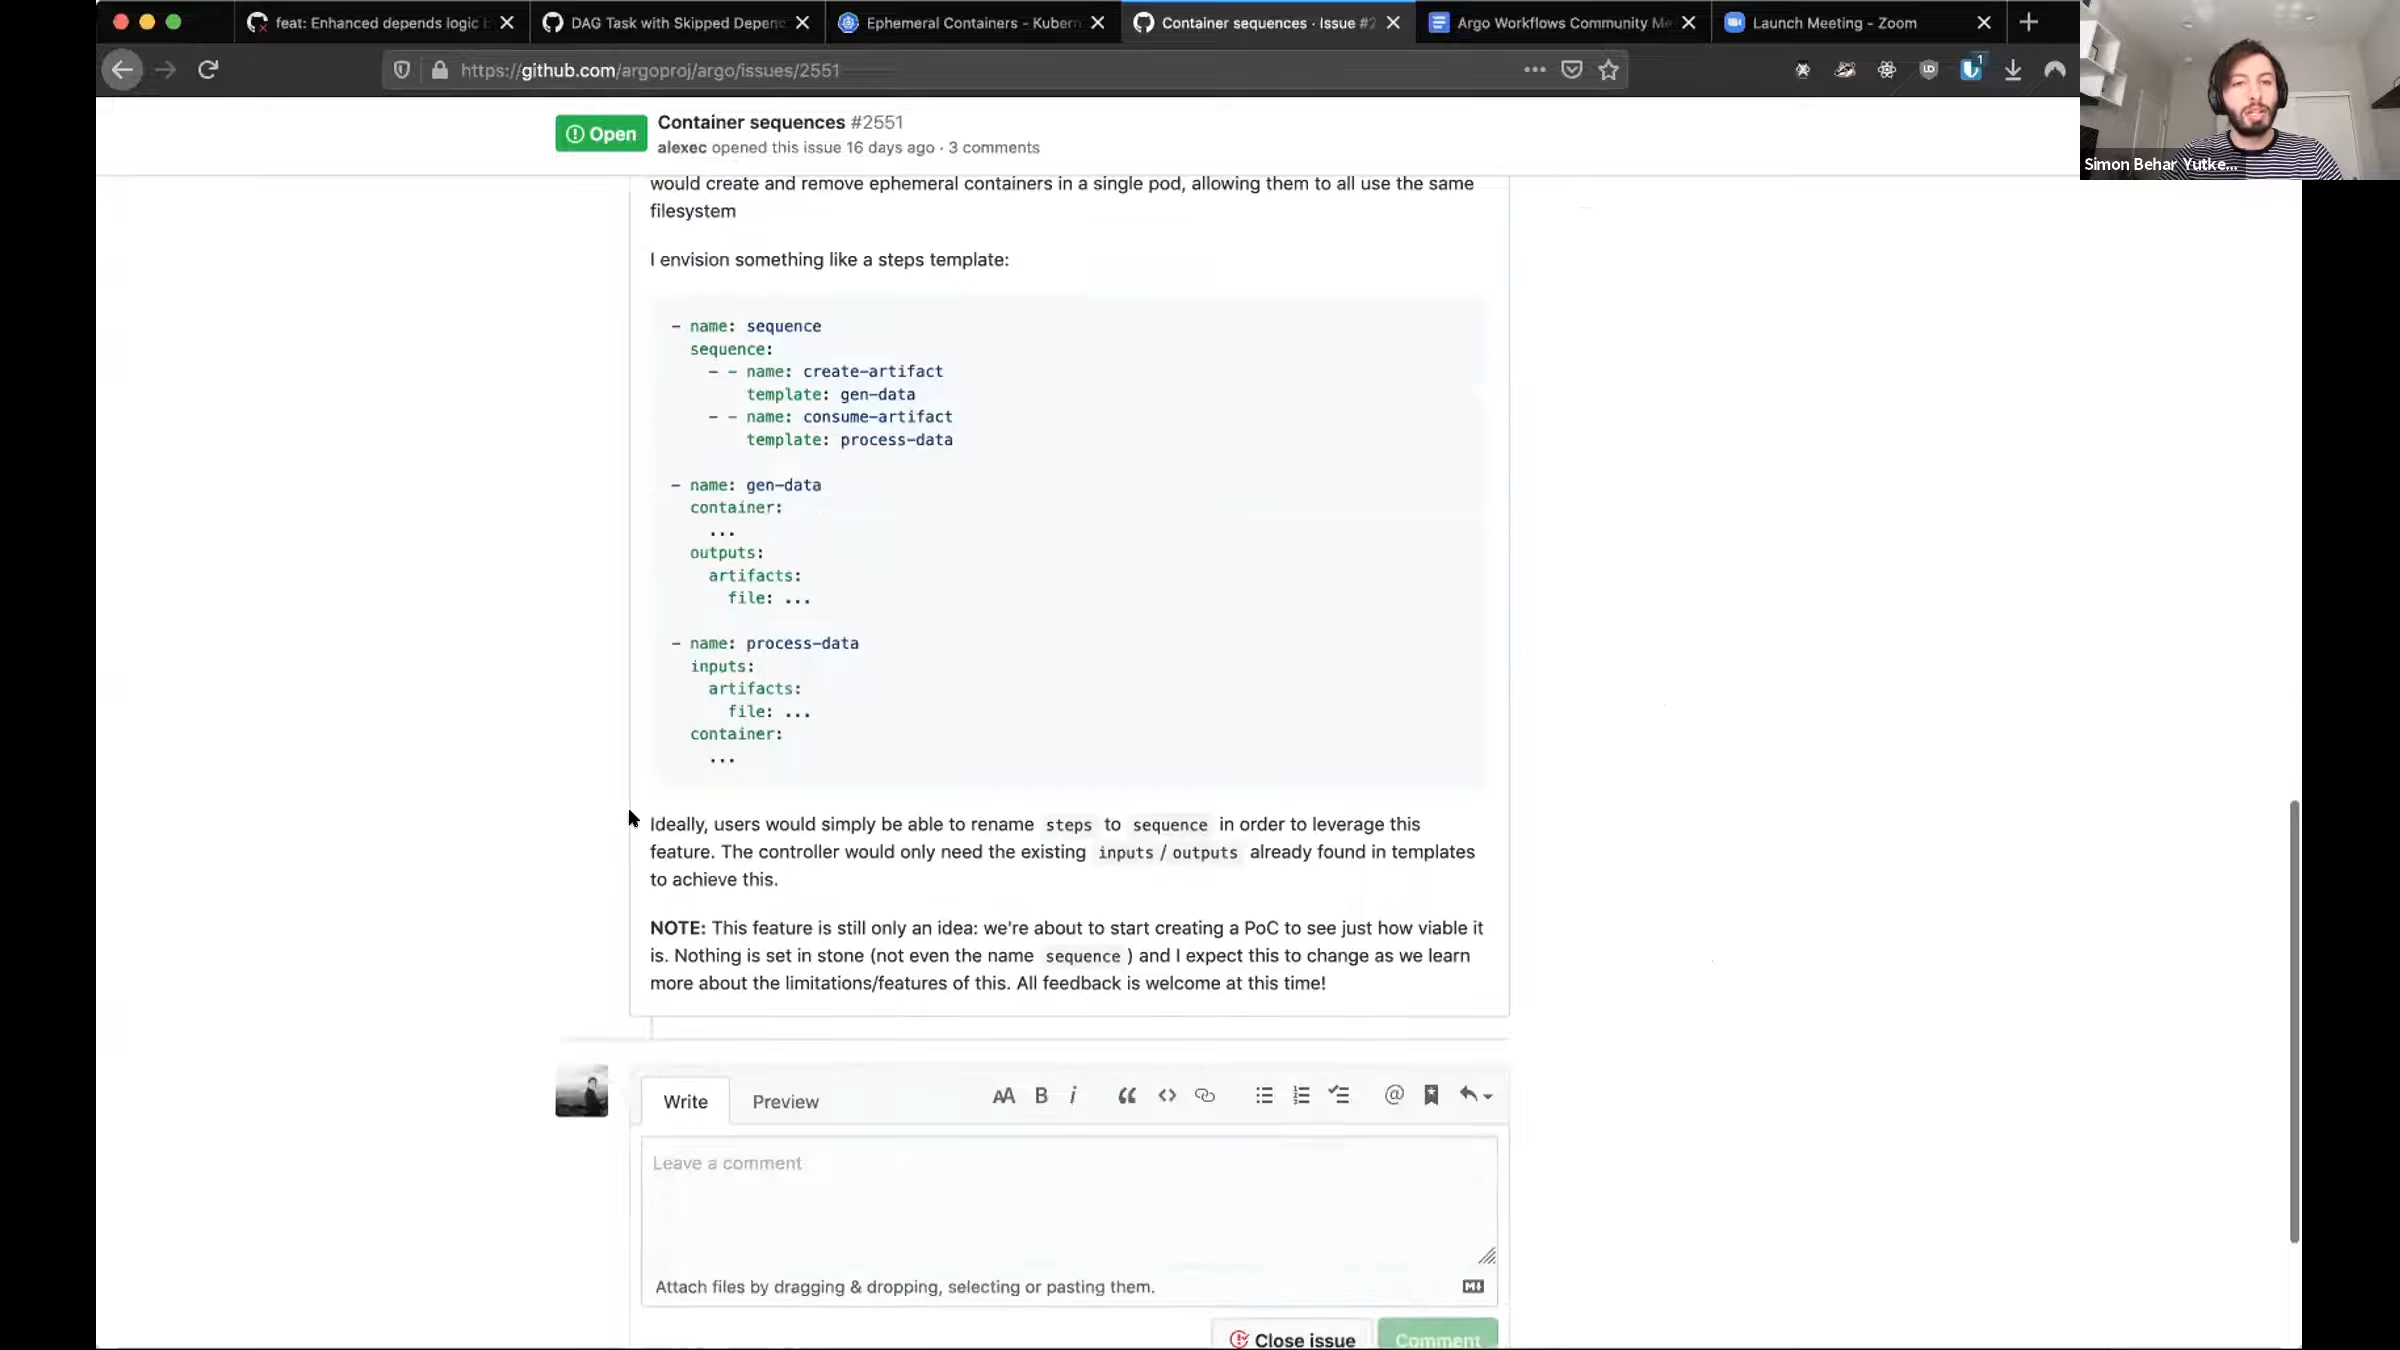 feat: Enhanced depends logic
DAG Task with Skipped Depen
Ephemeral Containers - Kubern
Container sequences · Issue #2
Argo Workflows Community Me
Launch Meeting - Zoom
https://github.com/argoproj/argo/issues/2551
1
Simon Behar Yutke...
Open
Container sequences #2551
alexec opened this issue 16 days ago · 3 comments
would create and remove ephemeral containers in a single pod, allowing them to all use the same
filesystem
I envision something like a steps template:
- name: sequence
  sequence:
    - - name: create-artifact
        template: gen-data
    - - name: consume-artifact
        template: process-data
- name: gen-data
  container:
    ...
  outputs:
    artifacts:
      file: ...
- name: process-data
  inputs:
    artifacts:
      file: ...
  container:
    ...
Ideally, users would simply be able to rename steps to sequence in order to leverage this
feature. The controller would only need the existing inputs / outputs already found in templates
to achieve this.
NOTE: This feature is still only an idea: we're about to start creating a PoC to see just how viable it
is. Nothing is set in stone (not even the name sequence ) and I expect this to change as we learn
more about the limitations/features of this. All feedback is welcome at this time!
Write
Preview
AA B i
Leave a comment
Attach files by dragging & dropping, selecting or pasting them.
Close issue
Comment